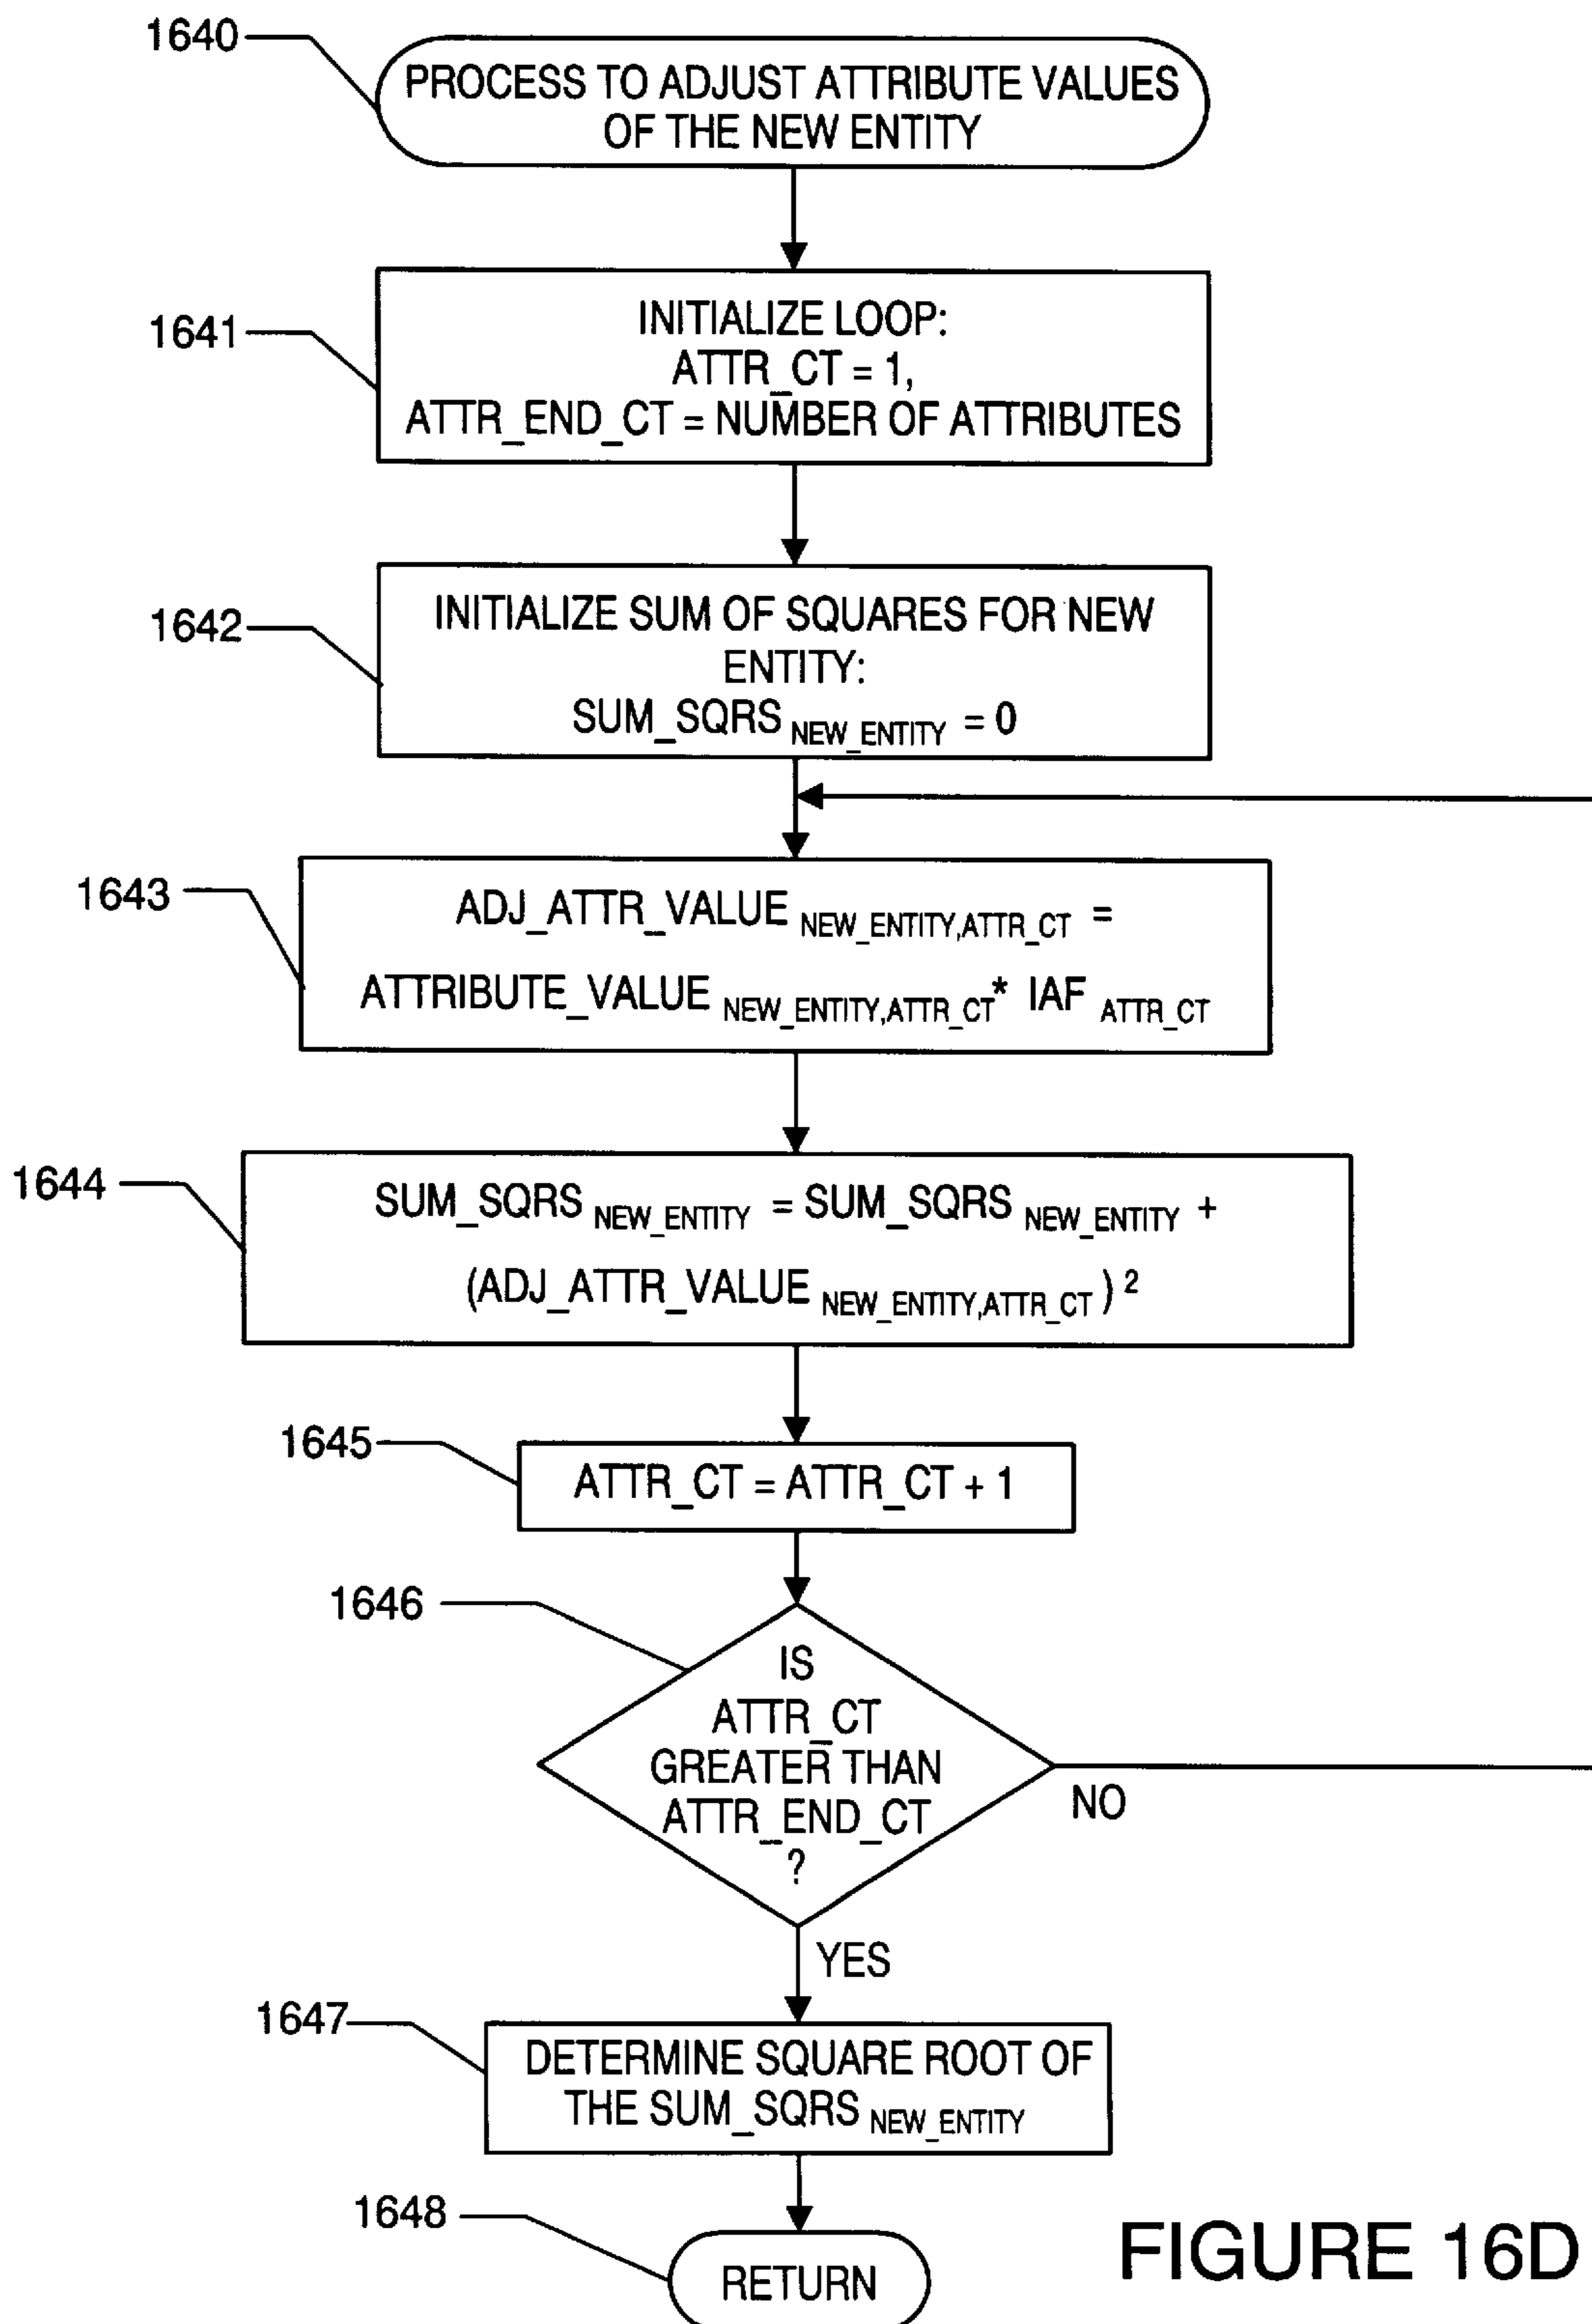 1640
PROCESS TO ADJUST ATTRIBUTE VALUES
OF THE NEW ENTITY
1641
INITIALIZE LOOP:
ATTR_CT = 1,
ATTR_END_CT = NUMBER OF ATTRIBUTES
1642
INITIALIZE SUM OF SQUARES FOR NEW
ENTITY:
SUM_SQRS NEW_ENTITY = 0
1643
ADJ_ATTR_VALUE NEW_ENTITY,ATTR_CT =
ATTRIBUTE_VALUE NEW_ENTITY,ATTR_CT * IAF ATTR_CT
1644
SUM_SQRS NEW_ENTITY = SUM_SQRS NEW_ENTITY +
(ADJ_ATTR_VALUE NEW_ENTITY,ATTR_CT ) 2
1645
ATTR_CT = ATTR_CT + 1
1646
IS
ATTR_CT
GREATER THAN
ATTR_END_CT
?
NO
YES
1647
DETERMINE SQUARE ROOT OF
THE SUM_SQRS NEW_ENTITY
1648
RETURN
FIGURE 16D